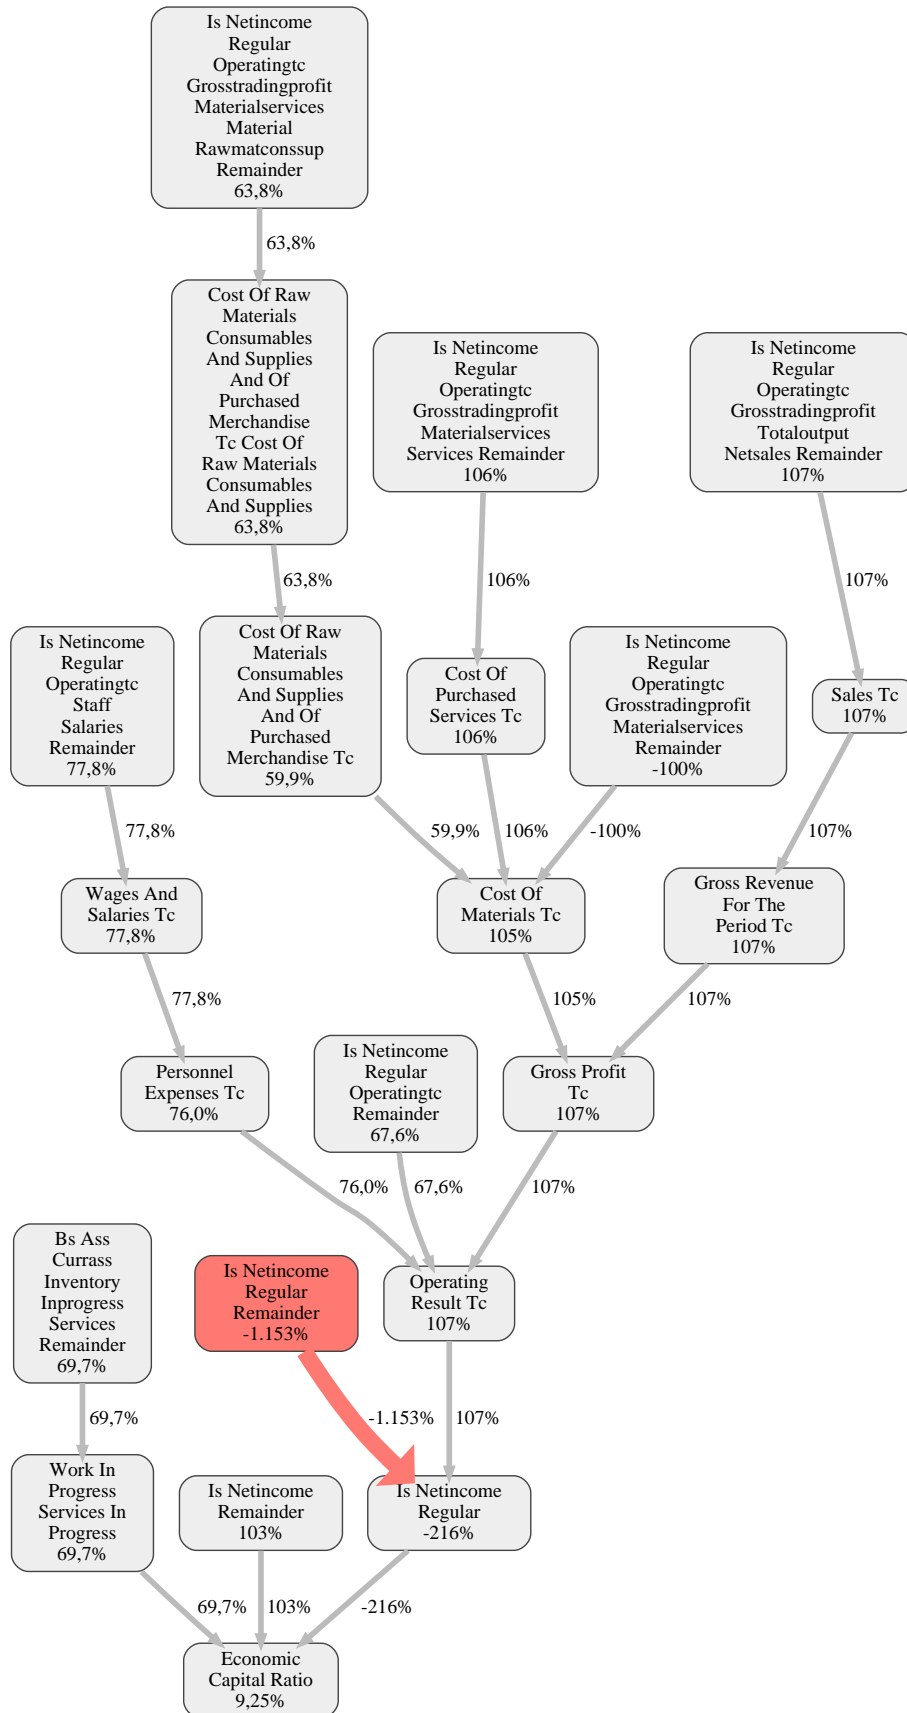 Is Netincome
Regular
Operatingtc
Grosstradingprofit
Materialservices
Material
Rawmatconssup
Remainder
63,8%
63,8%
Cost Of Raw
Materials
Consumables
And Supplies
And Of
Purchased
Merchandise
Tc Cost Of
Raw Materials
Consumables
And Supplies
63,8%
Is Netincome
Regular
Operatingtc
Grosstradingprofit
Materialservices
Services Remainder
106%
Is Netincome
Regular
Operatingtc
Grosstradingprofit
Totaloutput
Netsales Remainder
107%
63,8%
106%
107%
Is Netincome
Regular
Operatingtc
Staff
Salaries
Remainder
77,8%
Cost Of Raw
Materials
Consumables
And Supplies
And Of
Purchased
Merchandise Tc
59,9%
Cost Of
Purchased
Services Tc
106%
Is Netincome
Regular
Operatingtc
Grosstradingprofit
Materialservices
Remainder
-100%
Sales Tc
107%
77,8%
59,9%
106%
-100%
107%
Wages And
Salaries Tc
77,8%
Cost Of
Materials Tc
105%
Gross Revenue
For The
Period Tc
107%
77,8%
105%
107%
Personnel
Expenses Tc
76,0%
Is Netincome
Regular
Operatingtc
Remainder
67,6%
Gross Profit
Tc
107%
76,0%
67,6%
107%
Bs Ass
Currass
Inventory
Inprogress
Services
Remainder
69,7%
Is Netincome
Regular
Remainder
-1.153%
Operating
Result Tc
107%
69,7%
-1.153%
107%
Work In
Progress
Services In
Progress
69,7%
Is Netincome
Remainder
103%
Is Netincome
Regular
-216%
69,7%
103%
-216%
Economic
Capital Ratio
9,25%